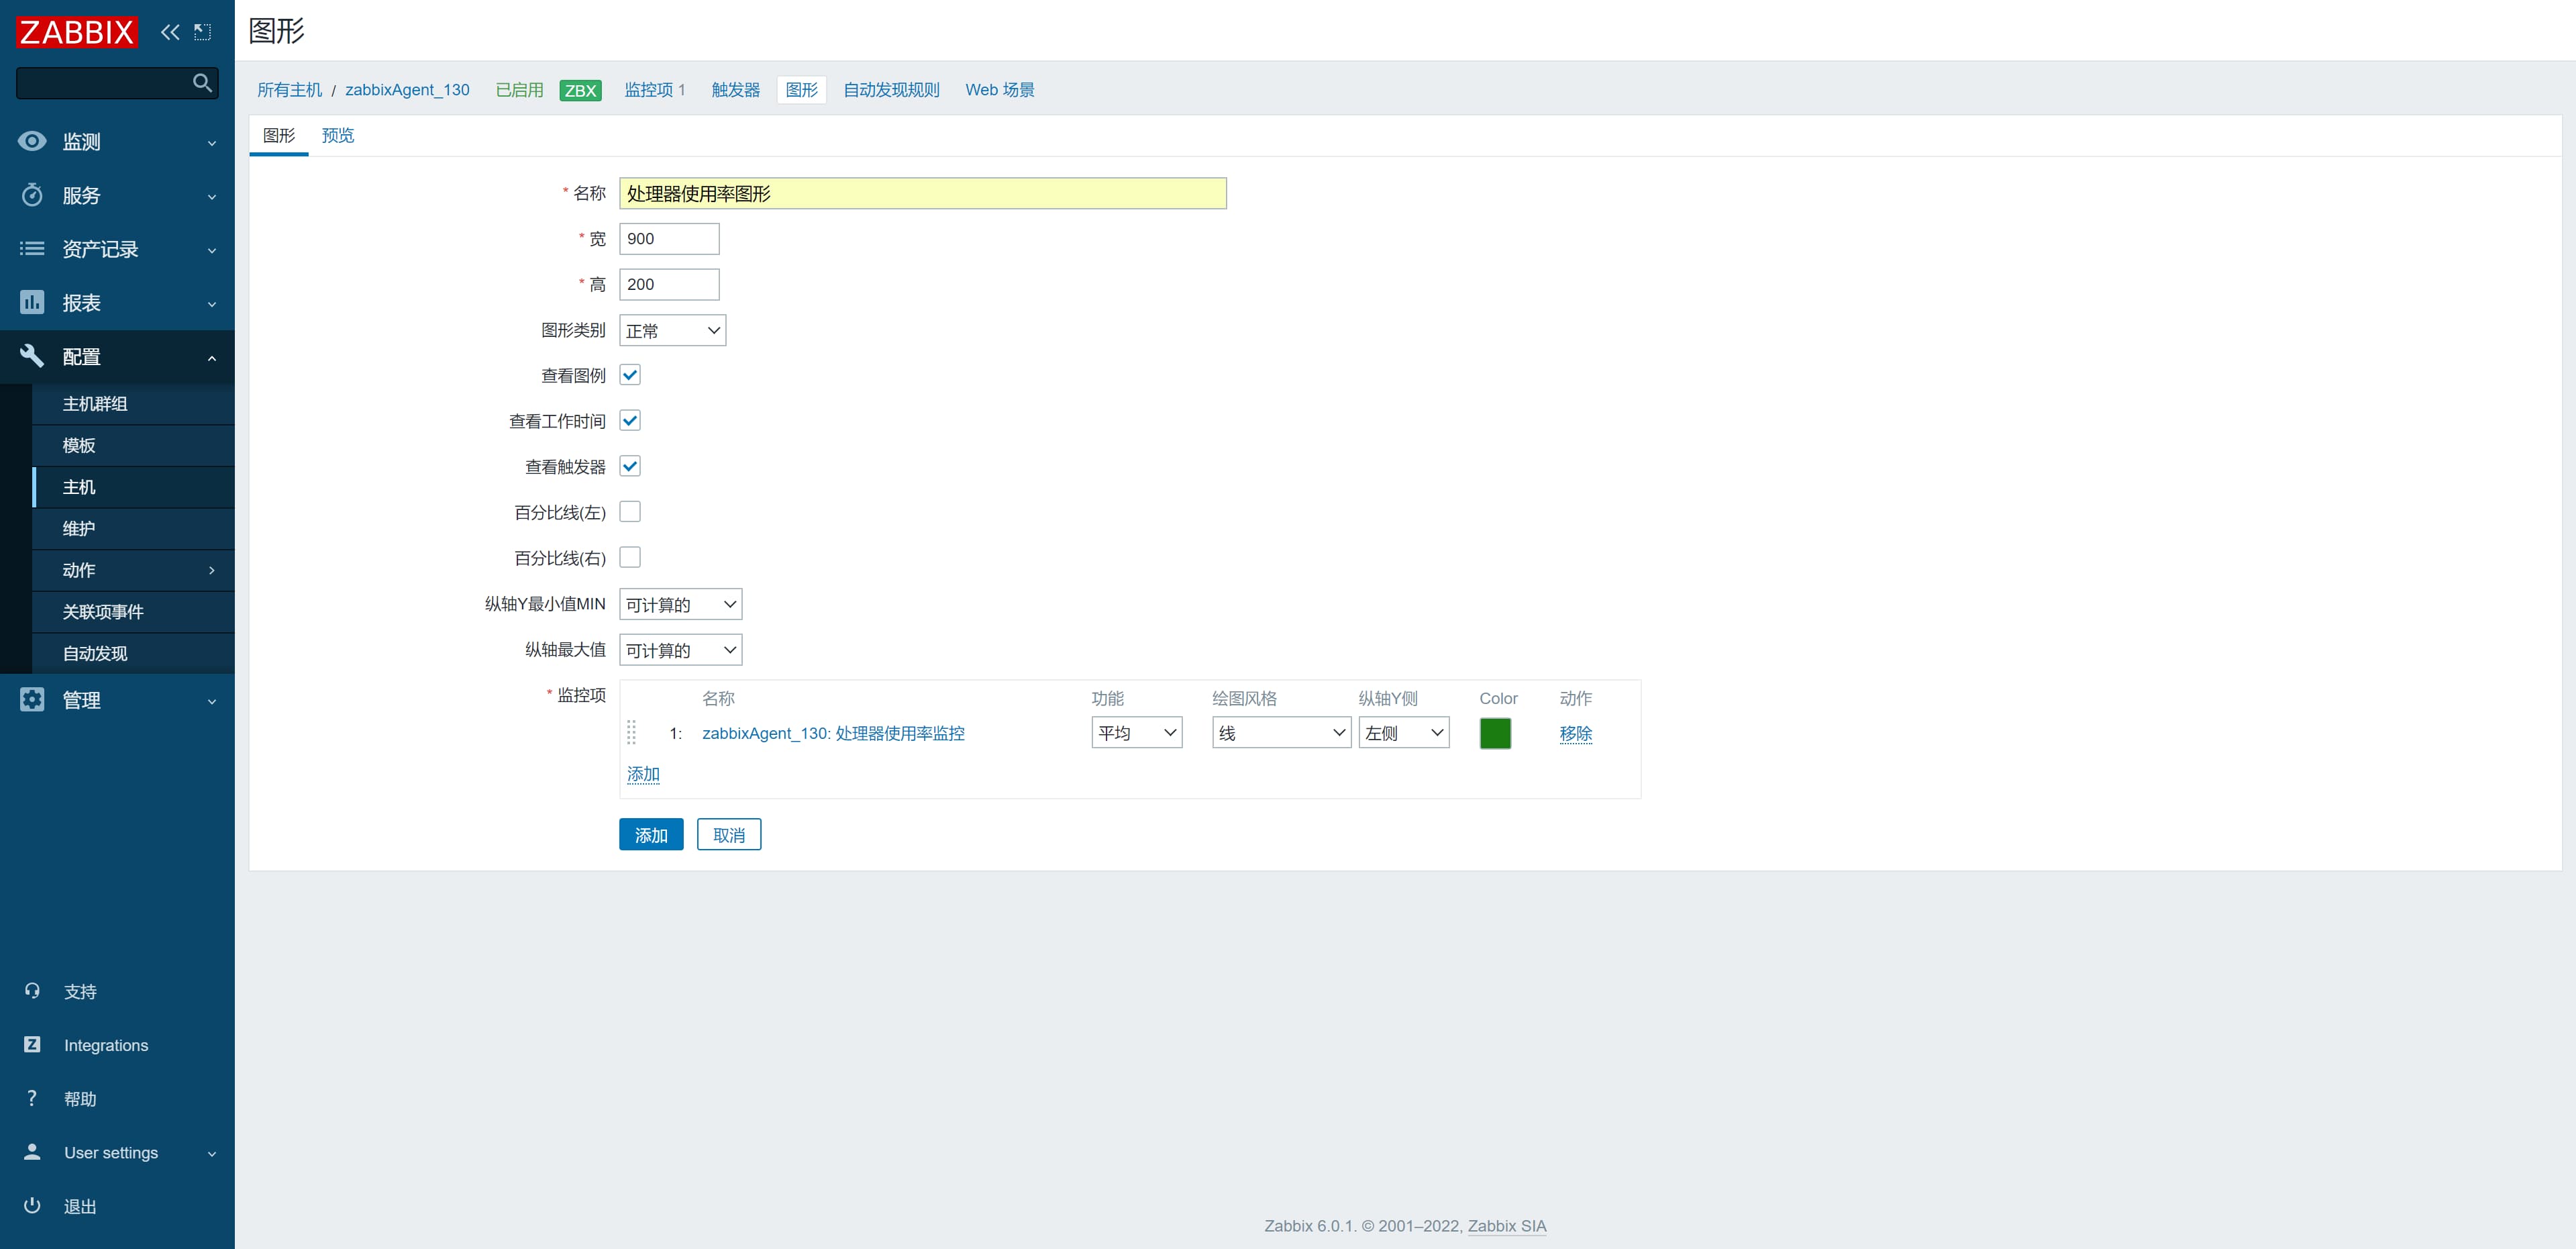 ZABBIX
图形
所有主机 / zabbixAgent_130 已启用 ZBX 监控项 1 触发器 图形 自动发现规则 Web 场景
图形 预览
监测
服务
资产记录
报表
配置
主机群组
模板
主机
维护
动作
关联项事件
自动发现
管理
支持
Integrations
帮助
User settings
退出
* 名称 处理器使用率图形
* 宽 900
* 高 200
图形类别 正常
查看图例
查看工作时间
查看触发器
百分比线(左)
百分比线(右)
纵轴Y最小值MIN 可计算的
纵轴最大值 可计算的
* 监控项 名称 功能 绘图风格 纵轴Y侧 Color 动作
1: zabbixAgent_130: 处理器使用率监控 平均 线 左侧 移除
添加
添加 取消
Zabbix 6.0.1. © 2001–2022, Zabbix SIA